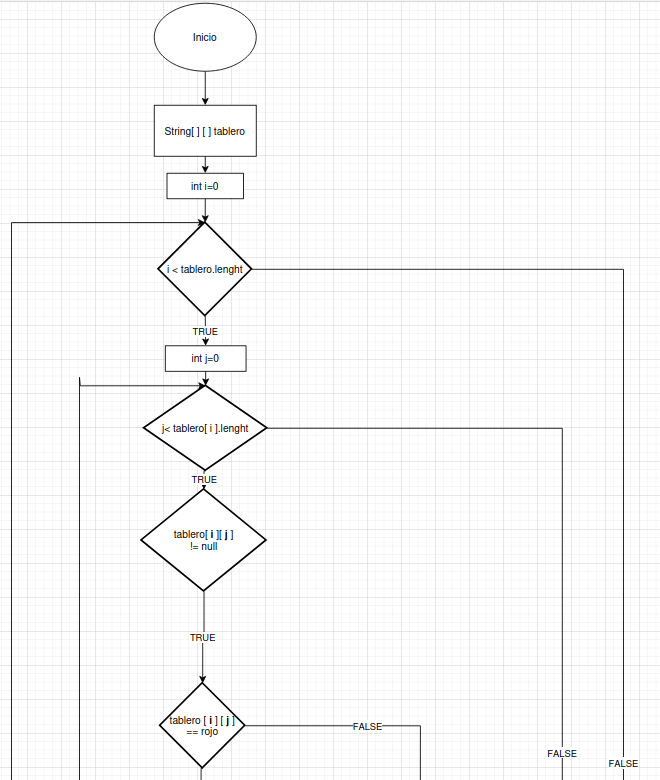 Inicio
String[ ] [ ] tablero
int i=0
i < tablero.lenght
TRUE
int j=0
j< tablero[ i ].lenght
TRUE
tablero[ i ][ j ]
!= null
TRUE
tablero [ i ] [ j ]
== rojo
FALSE
FALSE
FALSE